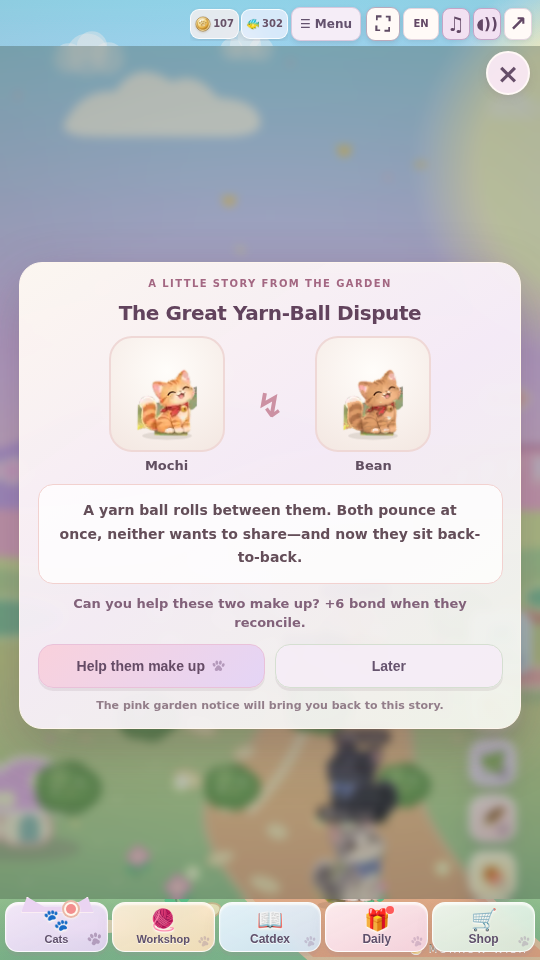 107
302
☰ Menu
EN
A LITTLE STORY FROM THE GARDEN
The Great Yarn-Ball Dispute
Mochi
Bean
A yarn ball rolls between them. Both pounce at
once, neither wants to share—and now they sit back-
to-back.
Can you help these two make up? +6 bond when they
reconcile.
Help them make up
Later
The pink garden notice will bring you back to this story.
Cats
Workshop
Catdex
Daily
Shop